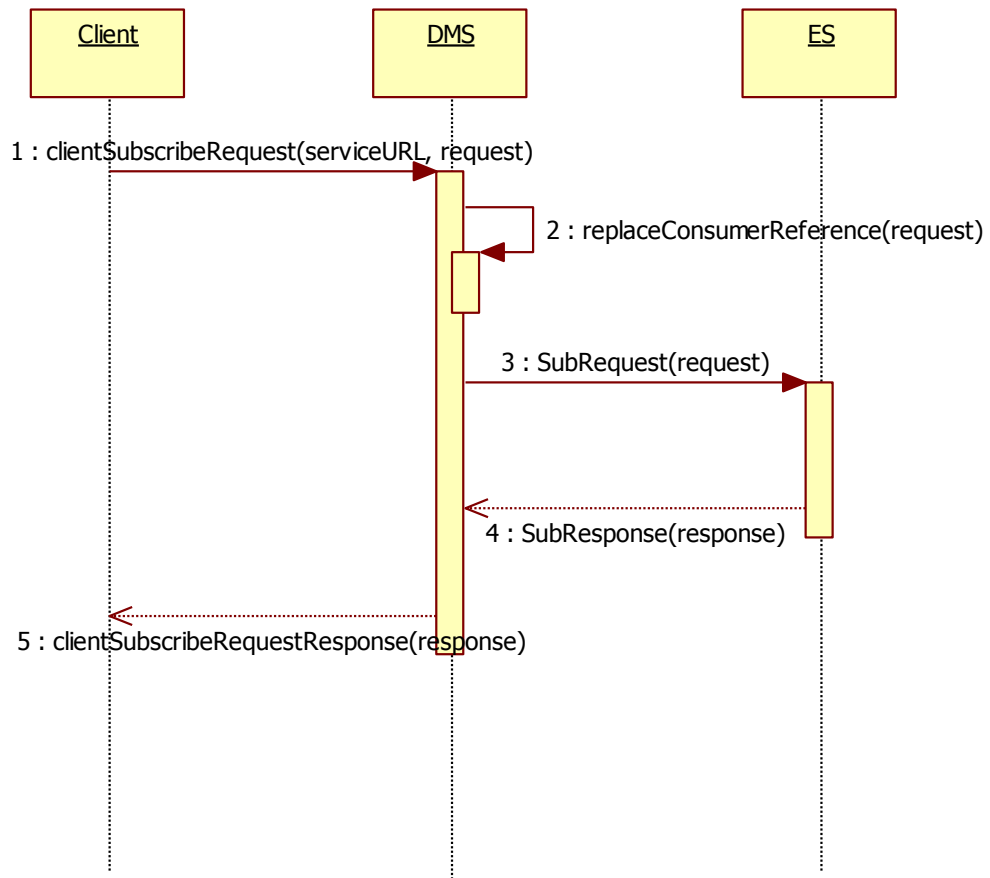 Client
DMS
ES
1 : clientSubscribeRequest(serviceURL, request)
2 : replaceConsumerReference(request)
3 : SubRequest(request)
4 : SubResponse(response)
5 : clientSubscribeRequestResponse(response)